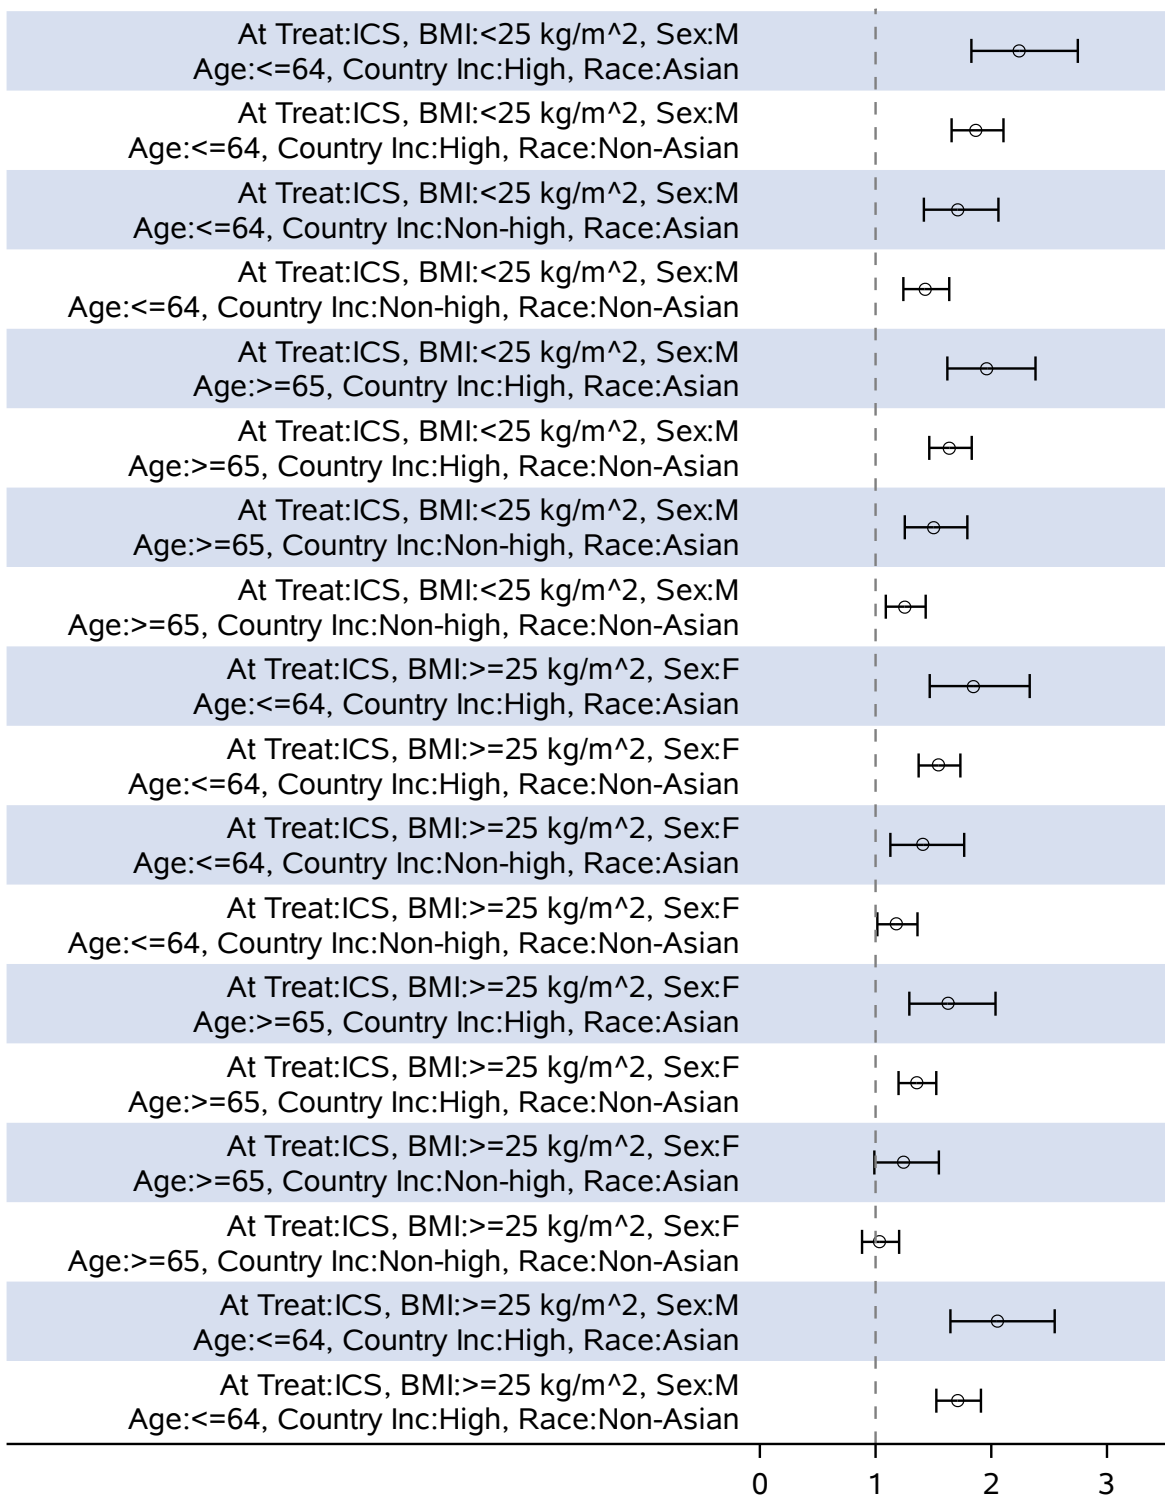 At Treat:ICS, BMI:<25 kg/m^2, Sex:M
Age:<=64, Country Inc:High, Race:Asian
At Treat:ICS, BMI:<25 kg/m^2, Sex:M
Age:<=64, Country Inc:High, Race:Non-Asian
At Treat:ICS, BMI:<25 kg/m^2, Sex:M
Age:<=64, Country Inc:Non-high, Race:Asian
At Treat:ICS, BMI:<25 kg/m^2, Sex:M
Age:<=64, Country Inc:Non-high, Race:Non-Asian
At Treat:ICS, BMI:<25 kg/m^2, Sex:M
Age:>=65, Country Inc:High, Race:Asian
At Treat:ICS, BMI:<25 kg/m^2, Sex:M
Age:>=65, Country Inc:High, Race:Non-Asian
At Treat:ICS, BMI:<25 kg/m^2, Sex:M
Age:>=65, Country Inc:Non-high, Race:Asian
At Treat:ICS, BMI:<25 kg/m^2, Sex:M
Age:>=65, Country Inc:Non-high, Race:Non-Asian
At Treat:ICS, BMI:>=25 kg/m^2, Sex:F
Age:<=64, Country Inc:High, Race:Asian
At Treat:ICS, BMI:>=25 kg/m^2, Sex:F
Age:<=64, Country Inc:High, Race:Non-Asian
At Treat:ICS, BMI:>=25 kg/m^2, Sex:F
Age:<=64, Country Inc:Non-high, Race:Asian
At Treat:ICS, BMI:>=25 kg/m^2, Sex:F
Age:<=64, Country Inc:Non-high, Race:Non-Asian
At Treat:ICS, BMI:>=25 kg/m^2, Sex:F
Age:>=65, Country Inc:High, Race:Asian
At Treat:ICS, BMI:>=25 kg/m^2, Sex:F
Age:>=65, Country Inc:High, Race:Non-Asian
At Treat:ICS, BMI:>=25 kg/m^2, Sex:F
Age:>=65, Country Inc:Non-high, Race:Asian
At Treat:ICS, BMI:>=25 kg/m^2, Sex:F
Age:>=65, Country Inc:Non-high, Race:Non-Asian
At Treat:ICS, BMI:>=25 kg/m^2, Sex:M
Age:<=64, Country Inc:High, Race:Asian
At Treat:ICS, BMI:>=25 kg/m^2, Sex:M
Age:<=64, Country Inc:High, Race:Non-Asian
0 1 2 3